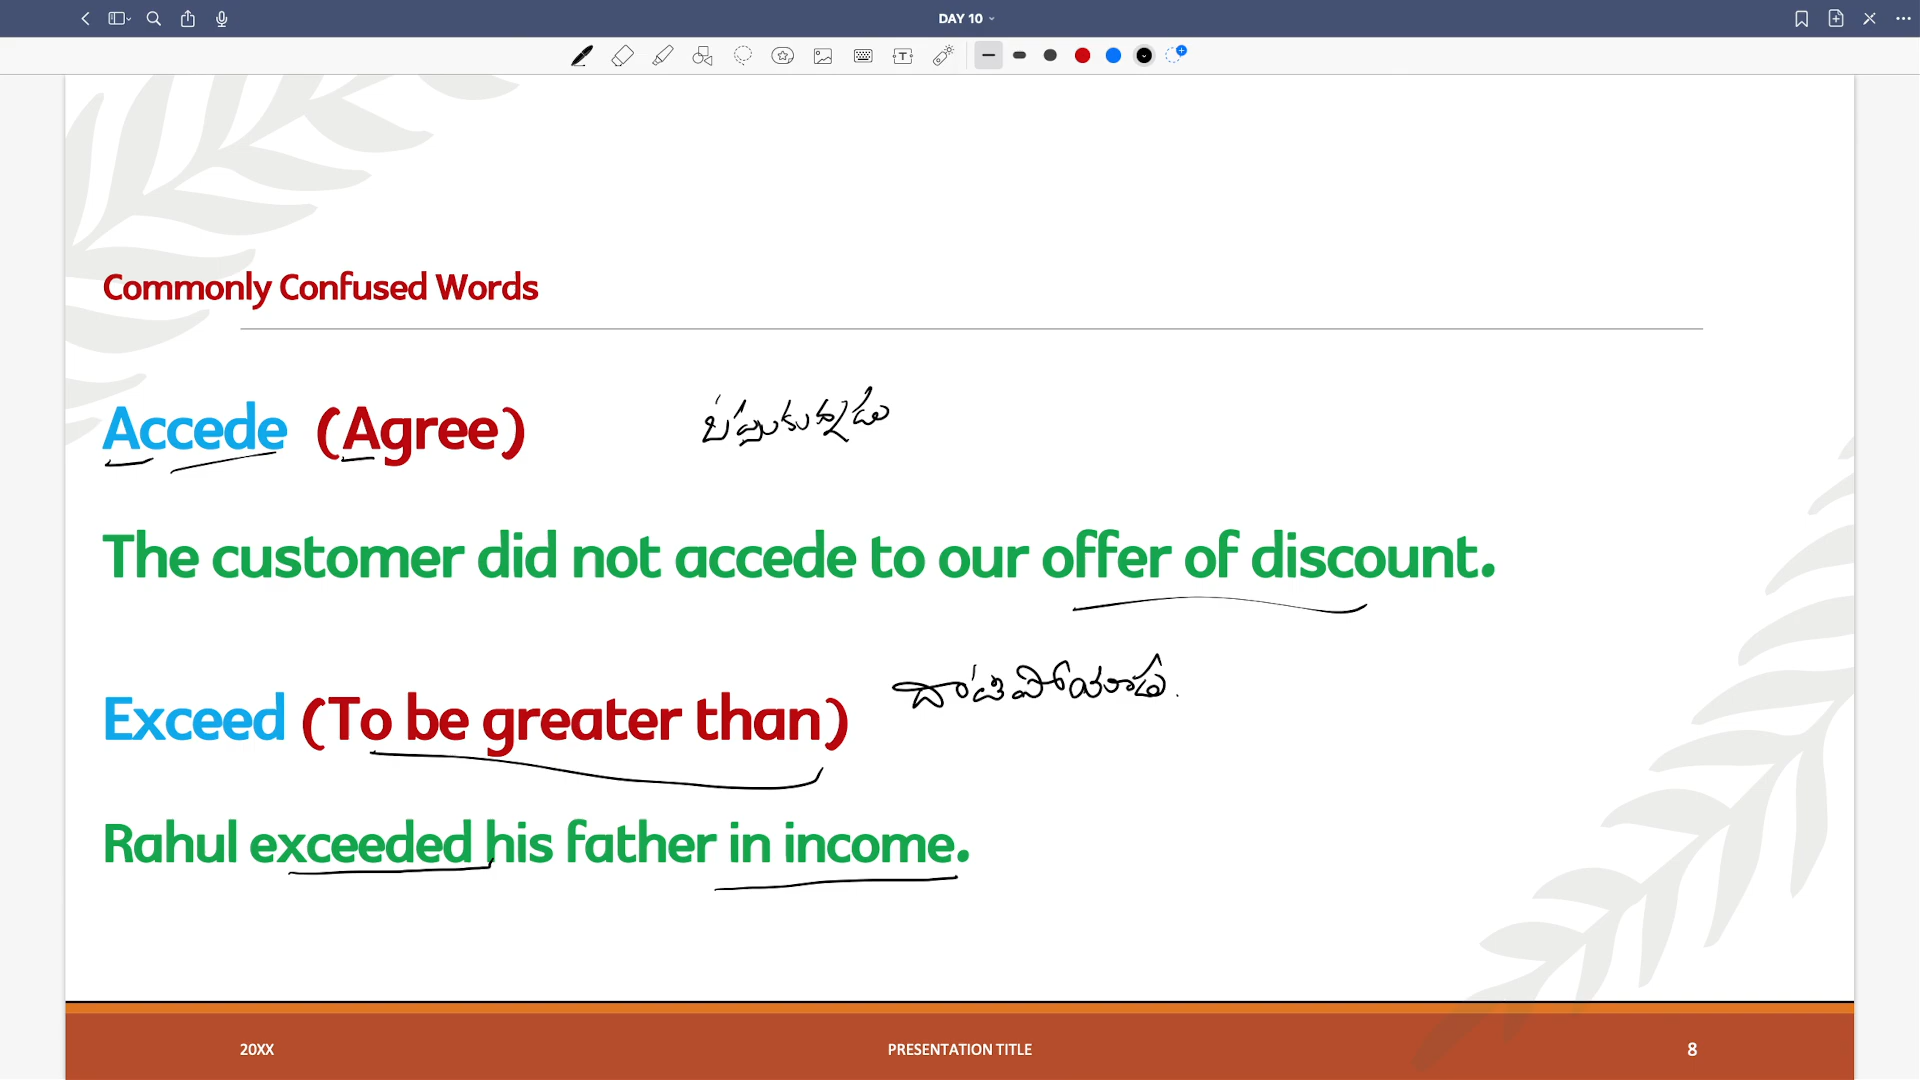 DAY 10
Commonly Confused Words
Accede (Agree) ఒప్పుకున్నాడు
The customer did not accede to our offer of discount.
Exceed (To be greater than) దాటిపోయాడు.
Rahul exceeded his father in income.
20XX PRESENTATION TITLE 8